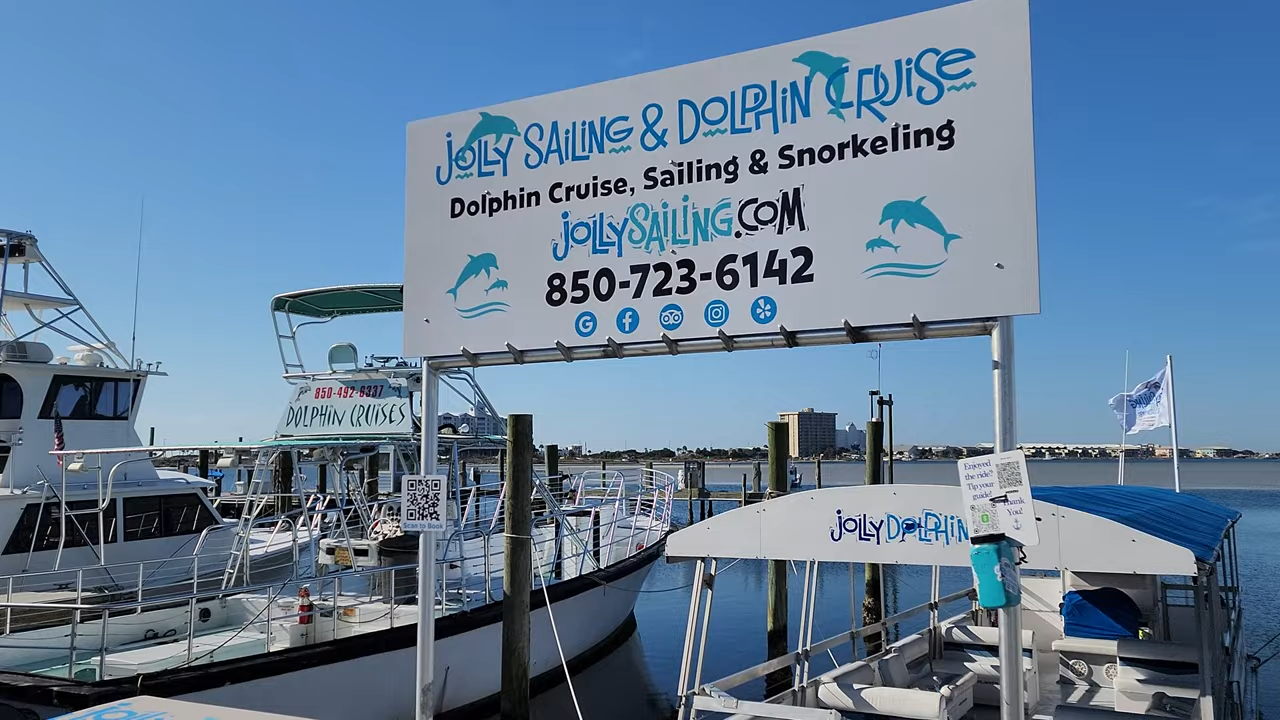 JOLLY SAILING & DOLPHIN CRUISE
Dolphin Cruise, Sailing & Snorkeling
JOLLYSAILING.COM
850-723-6142
850-492-6337
DOLPHIN CRUISES
Scan to Book
Enjoyed
the ride?
Tip your
guide!
Thank
You!
JOLLY DOLPHIN